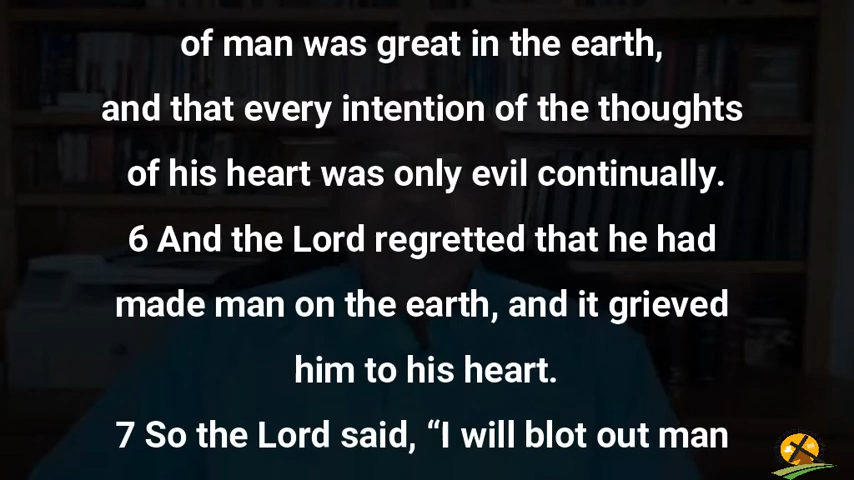 of man was great in the earth,
and that every intention of the thoughts
of his heart was only evil continually.
6 And the Lord regretted that he had
made man on the earth, and it grieved
him to his heart.
7 So the Lord said, “I will blot out man